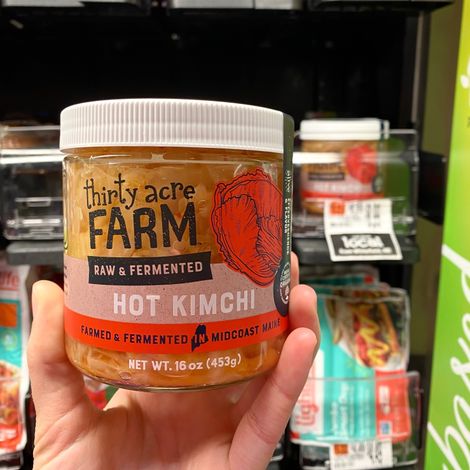 thirty acre
FARM
RAW & FERMENTED
HOT KIMCHI
FARMED & FERMENTED IN MIDCOAST MAINE
NET WT. 16 oz (453g)
local